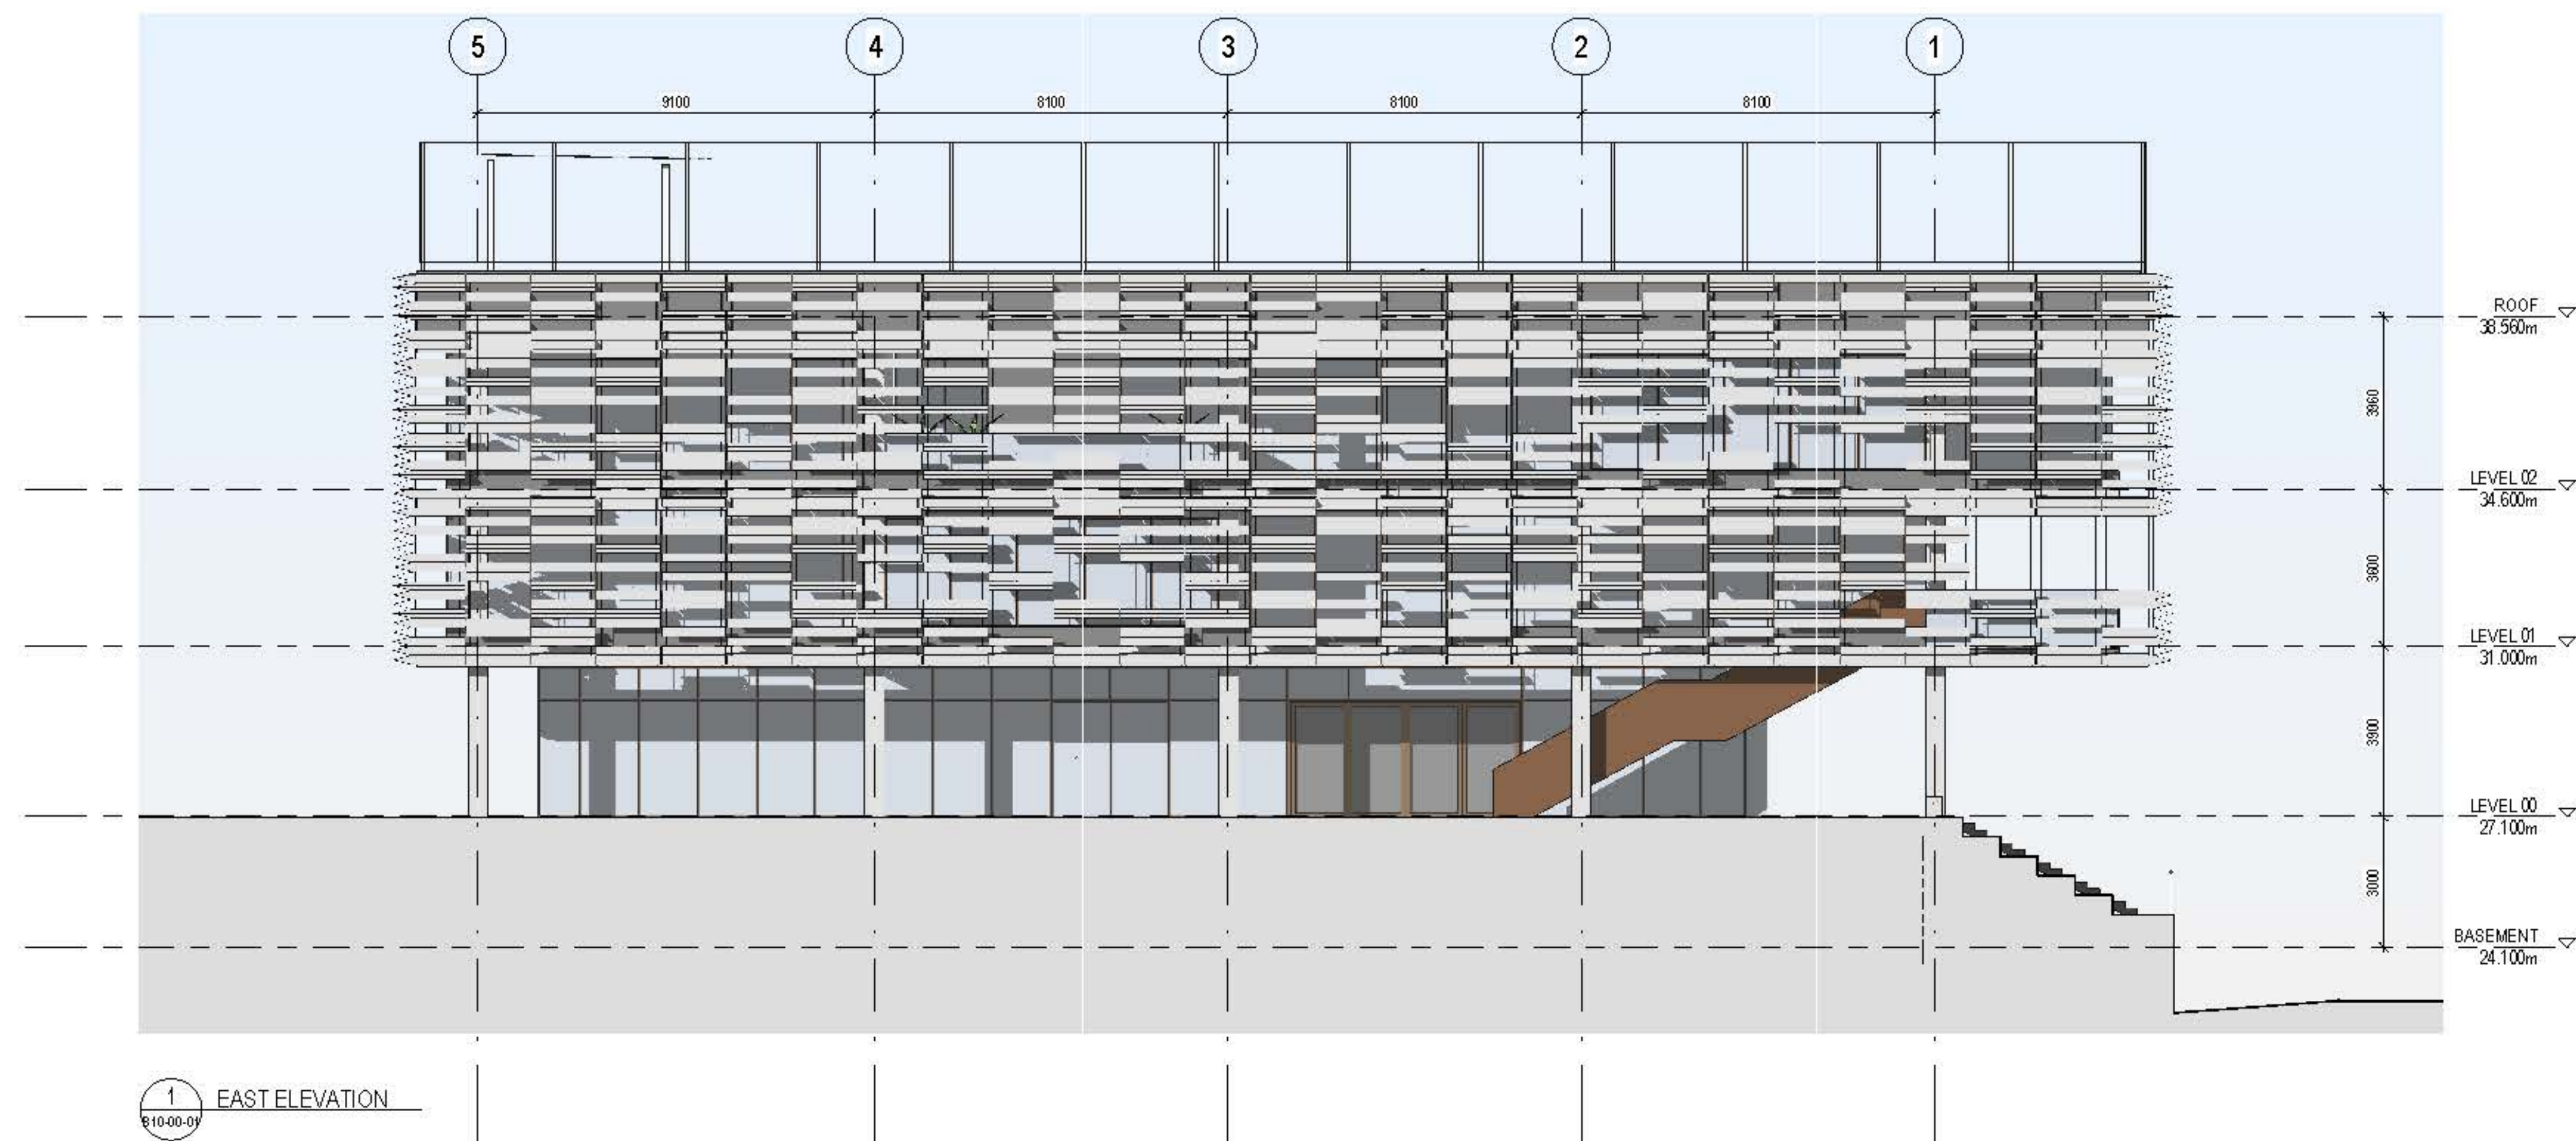 5 4 3 2 1
9100 8100 8100 8100
ROOF
38.560m
3960
LEVEL 02
34.600m
3600
LEVEL 01
31.000m
3900
LEVEL 00
27.100m
3000
BASEMENT
24.100m
1 EAST ELEVATION
B10-00-01